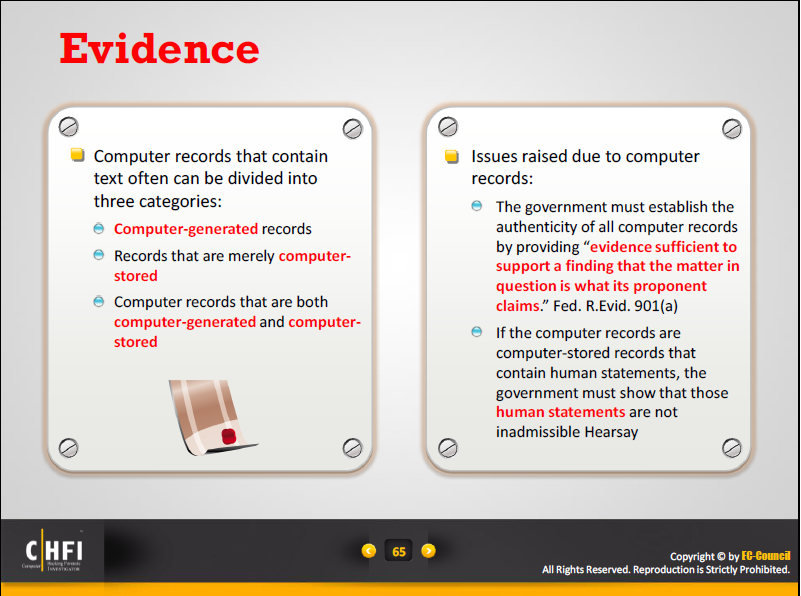 Evidence
Computer records that contain
text often can be divided into
three categories:
Computer-generated records
Records that are merely computer-
stored
Computer records that are both
computer-generated and computer-
stored
Issues raised due to computer
records:
The government must establish the
authenticity of all computer records
by providing “evidence sufficient to
support a finding that the matter in
question is what its proponent
claims.” Fed. R.Evid. 901(a)
If the computer records are
computer-stored records that
contain human statements, the
government must show that those
human statements are not
inadmissible Hearsay
CHFI
Computer Hacking Forensic
INVESTIGATOR
65
Copyright © by EC-Council
All Rights Reserved. Reproduction is Strictly Prohibited.